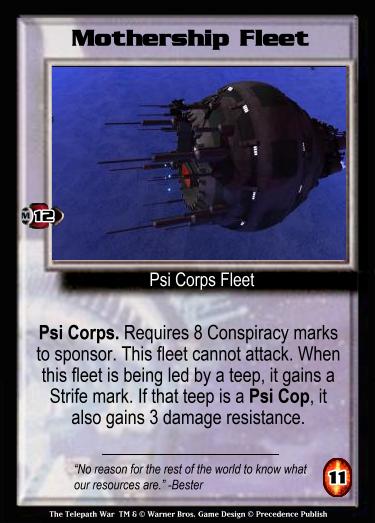 Mothership Fleet
M 12
Psi Corps Fleet
Psi Corps. Requires 8 Conspiracy marks
to sponsor. This fleet cannot attack. When
this fleet is being led by a teep, it gains a
Strife mark. If that teep is a Psi Cop, it
also gains 3 damage resistance.
"No reason for the rest of the world to know what
our resources are." -Bester
11
The Telepath War TM & © Warner Bros. Game Design © Precedence Publish